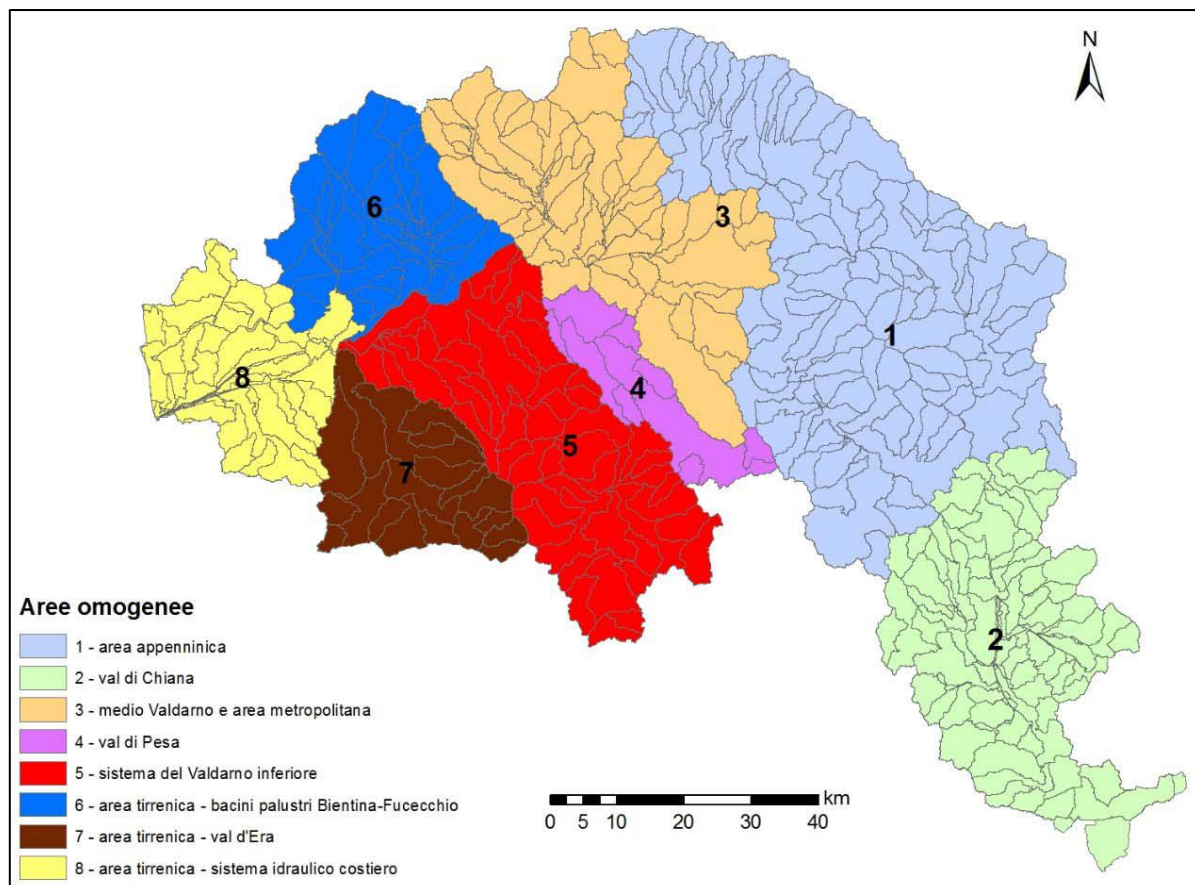 N
6
3
1
8
4
5
7
2
Aree omogenee
1 - area appenninica
2 - val di Chiana
3 - medio Valdarno e area metropolitana
4 - val di Pesa
5 - sistema del Valdarno inferiore
6 - area tirrenica - bacini palustri Bientina-Fucecchio
7 - area tirrenica - val d'Era
8 - area tirrenica - sistema idraulico costiero
km
0 5 10 20 30 40